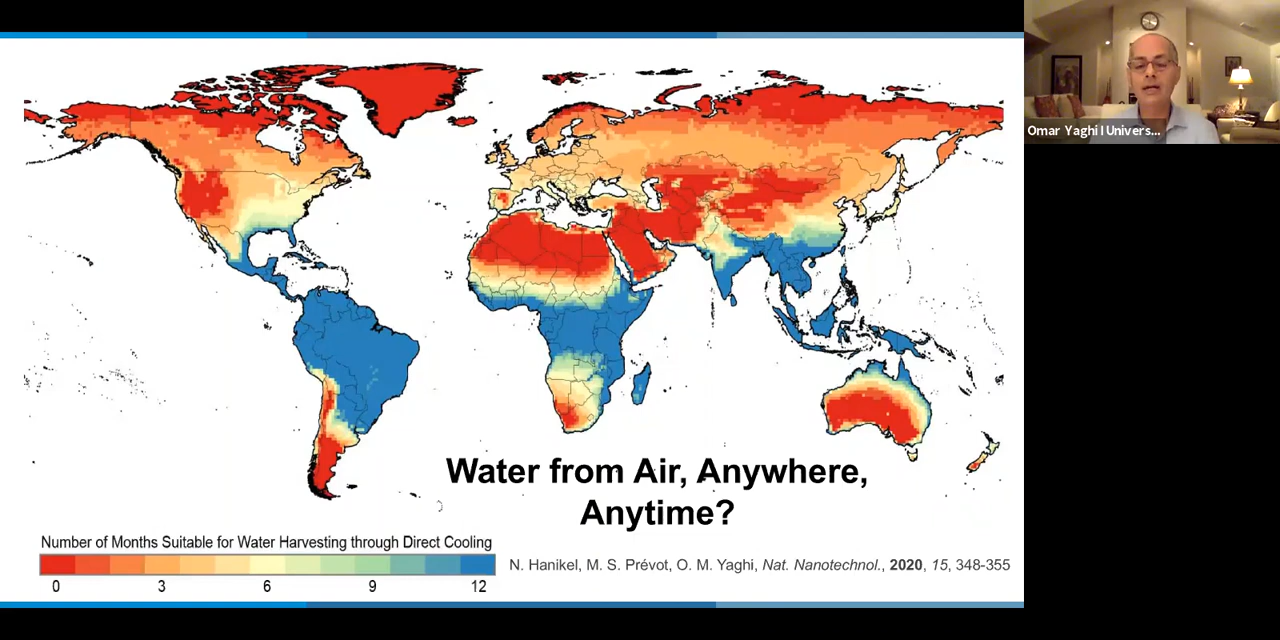 Omar Yaghi I Univers...
Water from Air, Anywhere,
Anytime?
Number of Months Suitable for Water Harvesting through Direct Cooling
0 3 6 9 12
N. Hanikel, M. S. Prévot, O. M. Yaghi, Nat. Nanotechnol., 2020, 15, 348-355